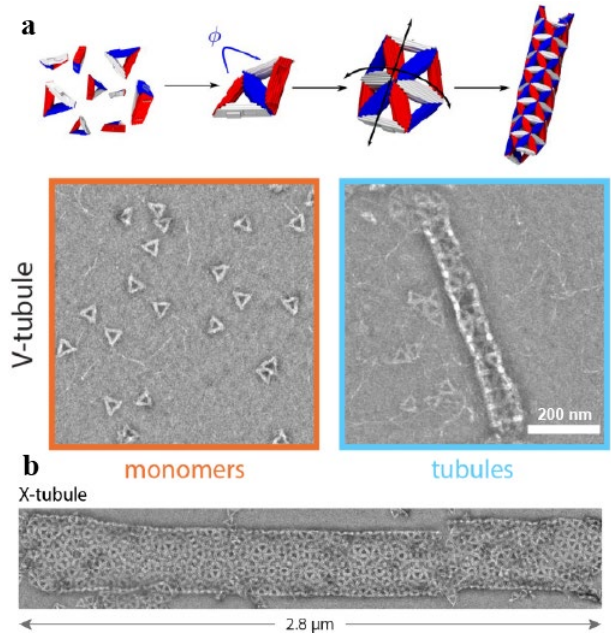 a
ϕ
V-tubule
200 nm
monomers
tubules
b
X-tubule
2.8 μm